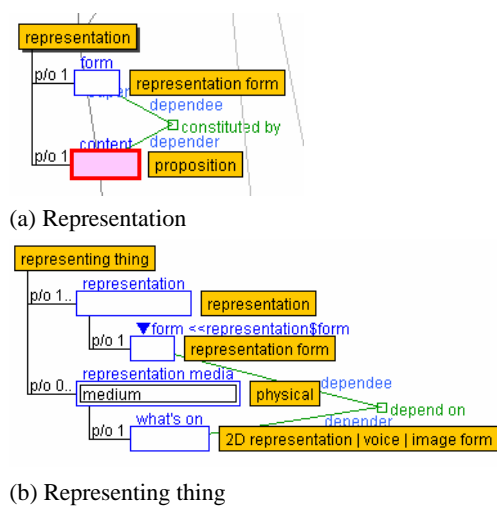 representation
form
p/o 1 representation form
super dependee
constituted by
content depender
p/o 1 proposition
(a) Representation
representing thing
representation
p/o 1.. representation
form <<representation$form
p/o 1 representation form
representation media
dependee
p/o 0.. medium physical
depend on
what's on depender
p/o 1 2D representation | voice | image form
(b) Representing thing